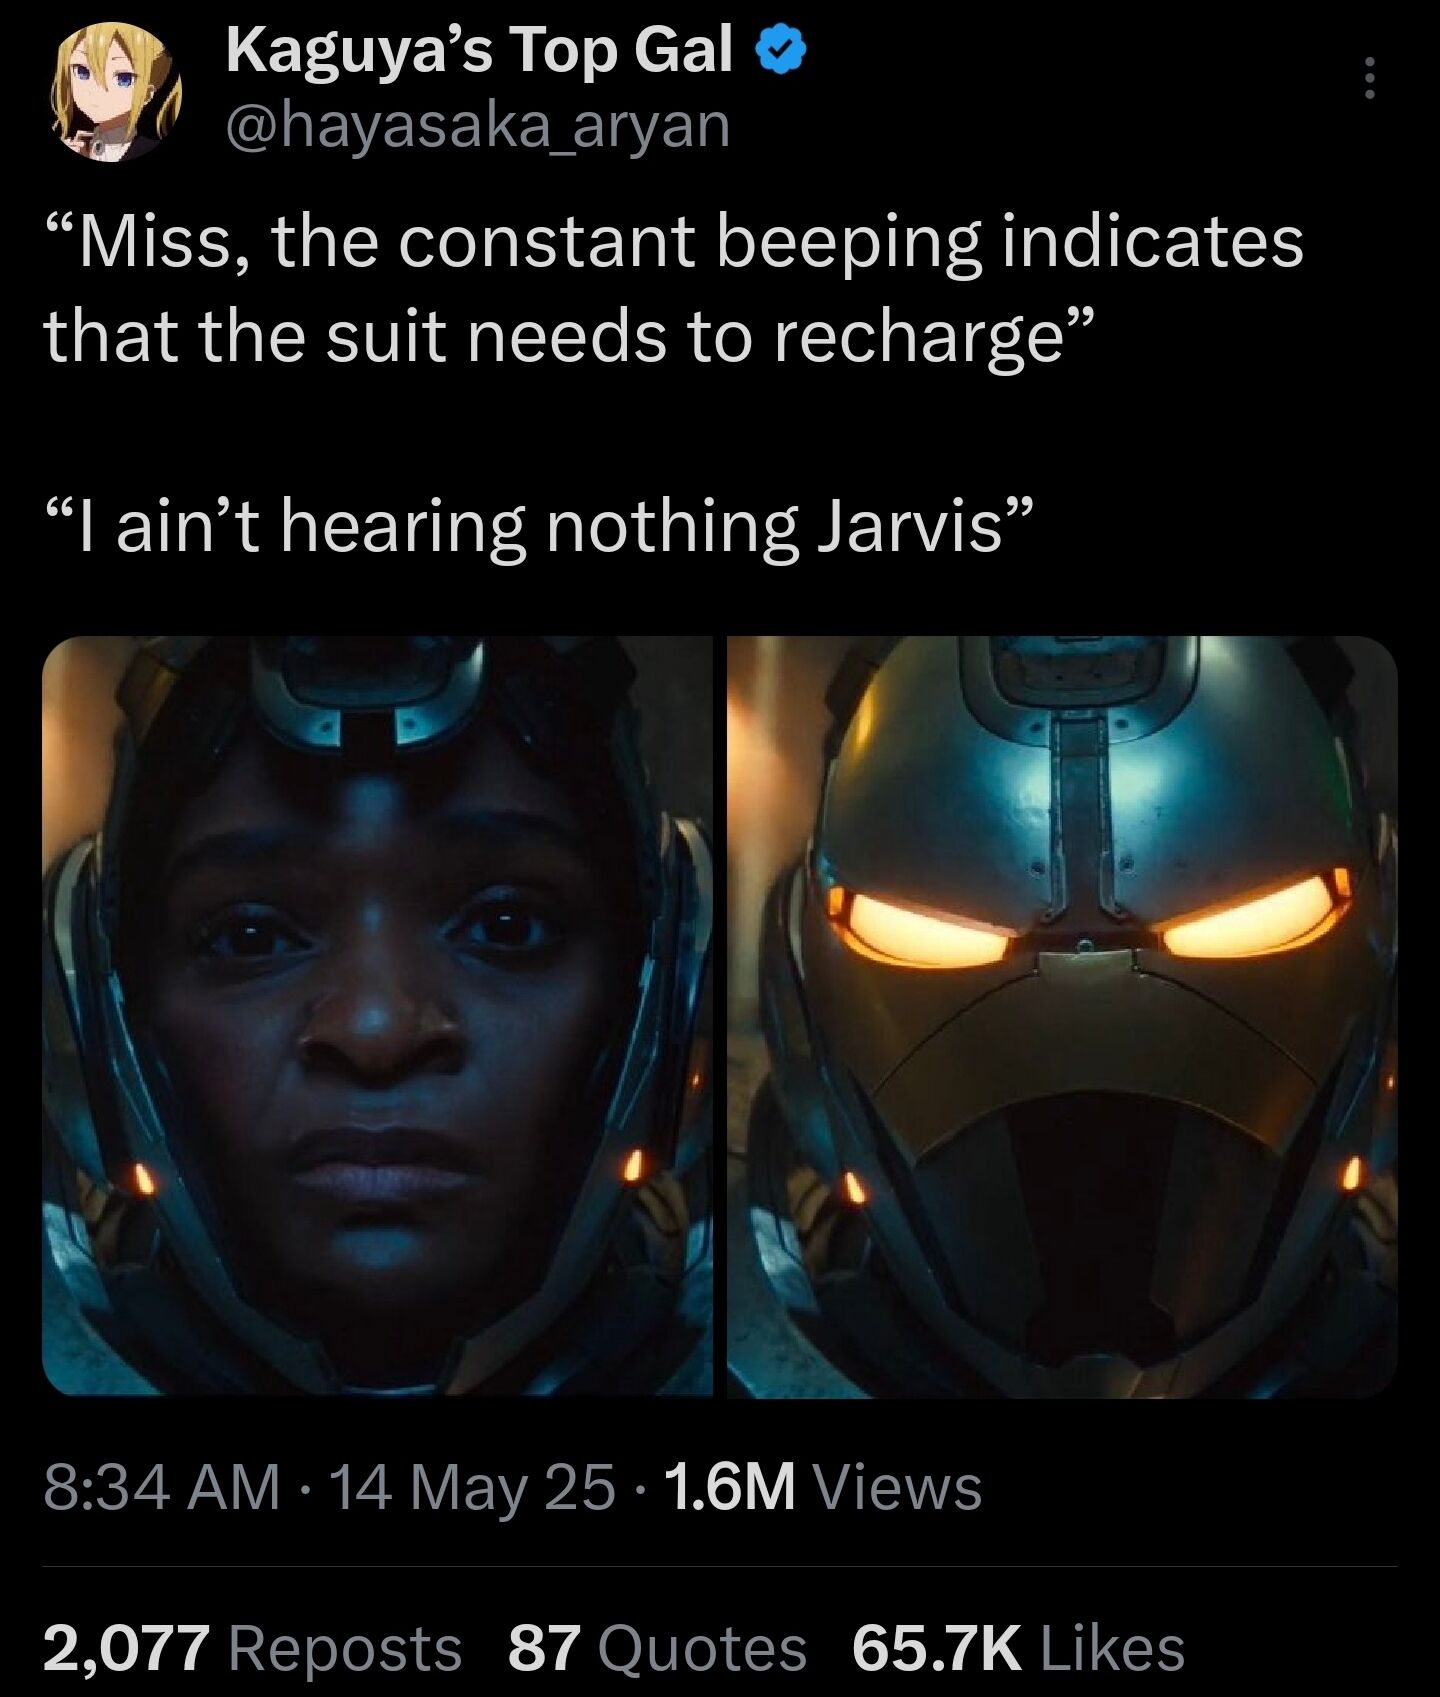 Kaguya’s Top Gal
@hayasaka_aryan
“Miss, the constant beeping indicates
that the suit needs to recharge”
“I ain’t hearing nothing Jarvis”
8:34 AM · 14 May 25 · 1.6M Views
2,077 Reposts 87 Quotes 65.7K Likes